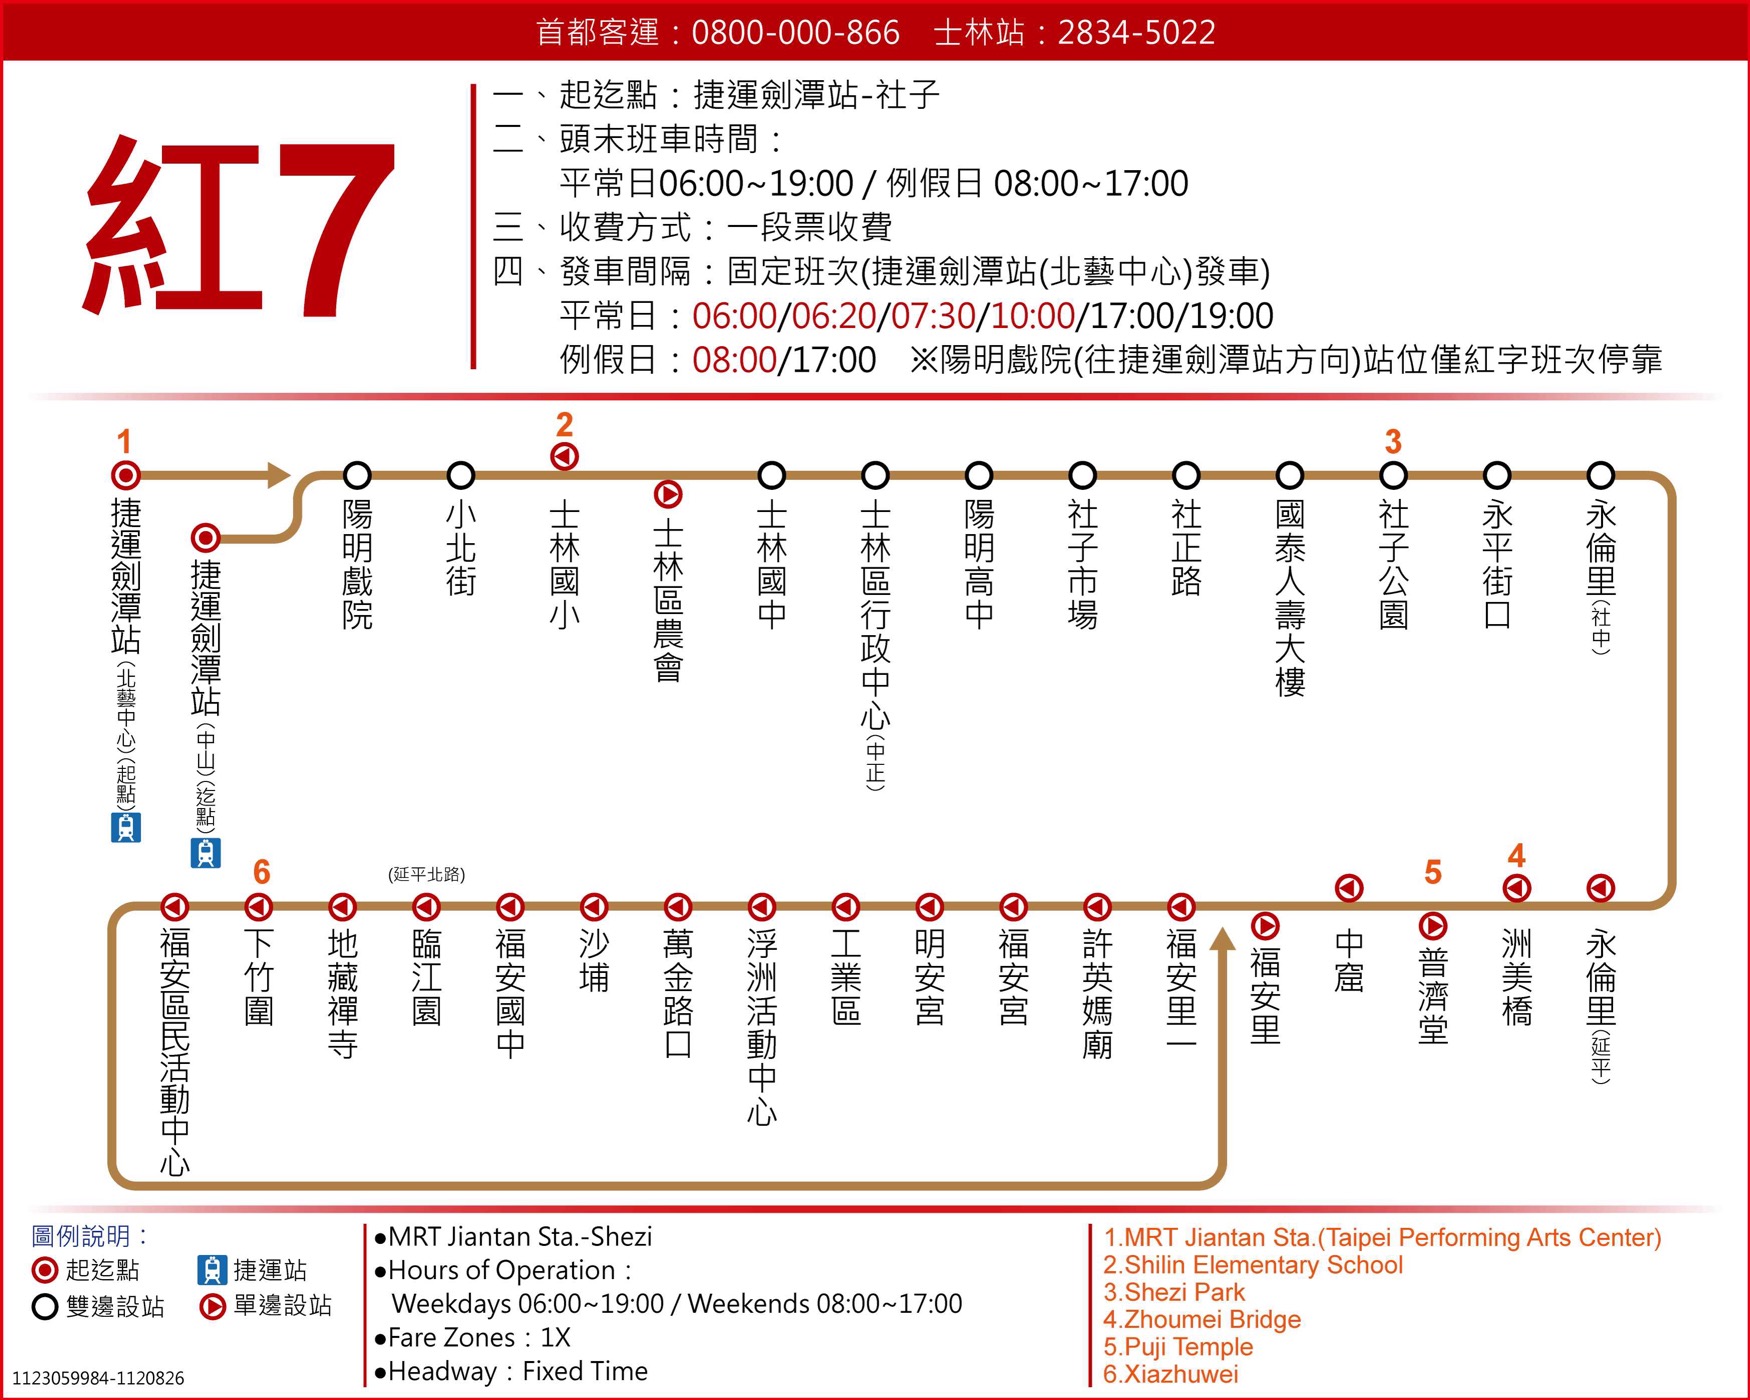 首都客運：0800-000-866　士林站：2834-5022
紅7
一、起迄點：捷運劍潭站-社子
二、頭末班車時間：
平常日06:00~19:00 / 例假日 08:00~17:00
三、收費方式：一段票收費
四、發車間隔：固定班次(捷運劍潭站(北藝中心)發車)
平常日：06:00/06:20/07:30/10:00/17:00/19:00
例假日：08:00/17:00　※陽明戲院(往捷運劍潭站方向)站位僅紅字班次停靠
1
捷運劍潭站(北藝中心)(起點)
捷運劍潭站(中山)(迄點)
陽明戲院
小北街
2
士林國小
士林區農會
士林國中
士林區行政中心(中正)
陽明高中
社子市場
社正路
國泰人壽大樓
3
社子公園
永平街口
永倫里(社中)
福安區民活動中心
6
下竹圍
地藏禪寺
(延平北路)
臨江園
福安國中
沙埔
萬金路口
浮洲活動中心
工業區
明安宮
福安宮
許英媽廟
福安里一
福安里
中窟
5
普濟堂
4
洲美橋
永倫里(延平)
圖例說明：
起迄點
捷運站
雙邊設站
單邊設站
1123059984-1120826
●MRT Jiantan Sta.-Shezi
●Hours of Operation：
Weekdays 06:00~19:00 / Weekends 08:00~17:00
●Fare Zones：1X
●Headway：Fixed Time
1.MRT Jiantan Sta.(Taipei Performing Arts Center)
2.Shilin Elementary School
3.Shezi Park
4.Zhoumei Bridge
5.Puji Temple
6.Xiazhuwei